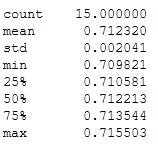 count    15.000000
mean      0.712320
std       0.002041
min       0.709821
25%       0.710581
50%       0.712213
75%       0.713544
max       0.715503